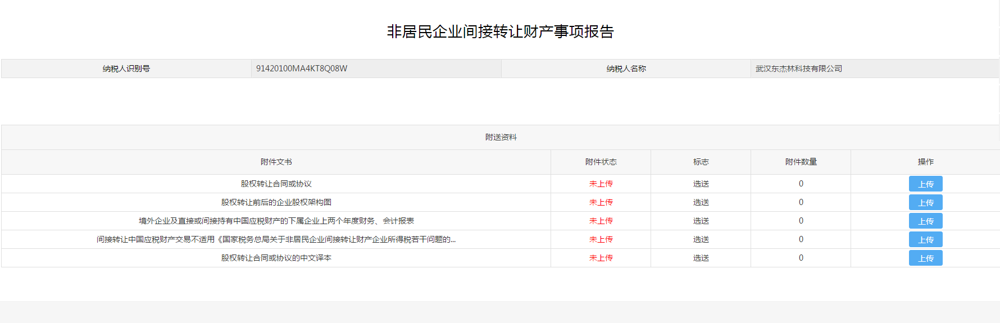 非居民企业间接转让财产事项报告
纳税人识别号 91420100MA4KT8Q08W 纳税人名称 武汉东杰林科技有限公司
附送资料
附件文书 附件状态 标志 附件数量 操作
股权转让合同或协议 未上传 选送 0 上传
股权转让前后的企业股权架构图 未上传 选送 0 上传
境外企业及直接或间接持有中国应税财产的下属企业上两个年度财务、会计报表 未上传 选送 0 上传
间接转让中国应税财产交易不适用《国家税务总局关于非居民企业间接转让财产企业所得税若干问题的... 未上传 选送 0 上传
股权转让合同或协议的中文译本 未上传 选送 0 上传